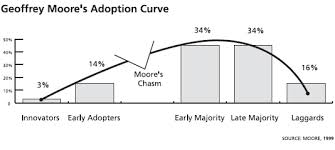 Geoffrey Moore's Adoption Curve
50%
40%
30%
20%
10%
0
3%
14%
Moore's
Chasm
34%
34%
16%
Innovators
Early Adopters
Early Majority
Late Majority
Laggards
SOURCE: MOORE, 1999